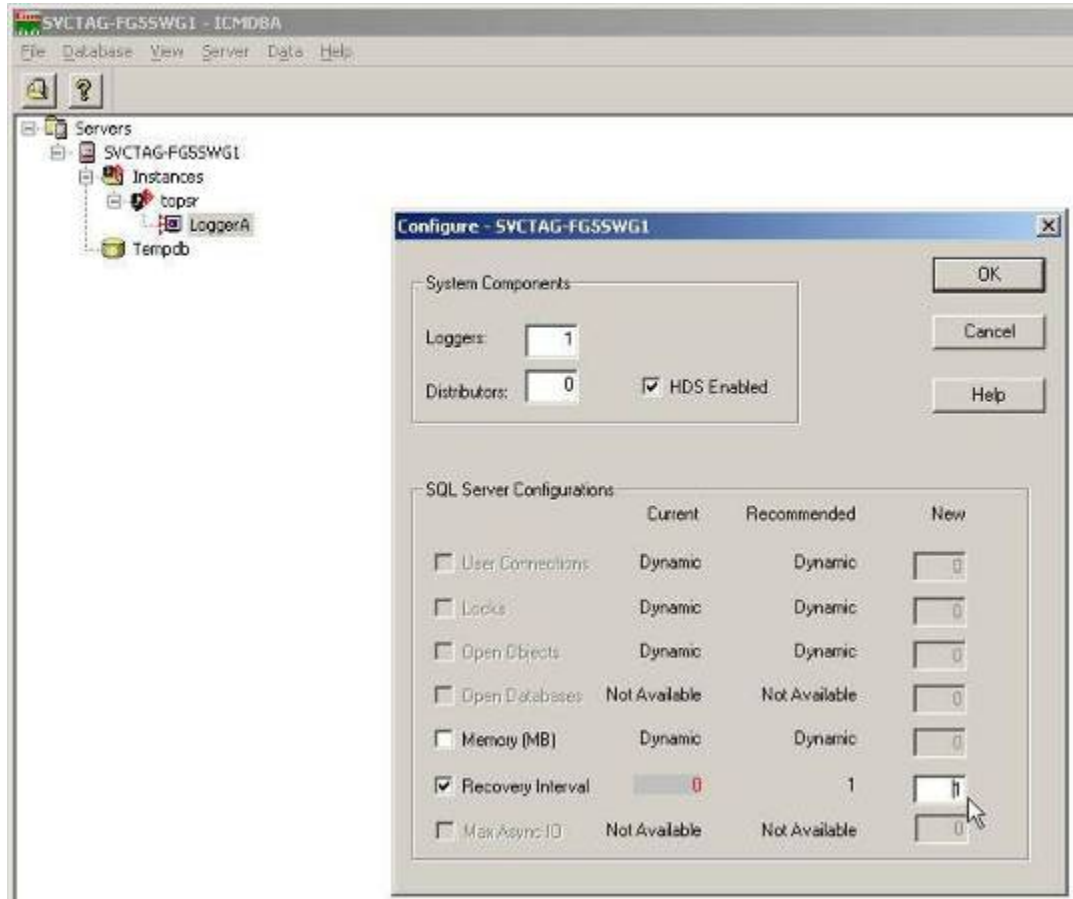 SVCTAG-FG55WG1 - ICMDBA
File Database View Server Data Help
Servers
SVCTAG-FG55WG1
Instances
topsr
LoggerA
Tempdb
Configure - SVCTAG-FG55WG1
System Components
OK
Loggers: 1
Cancel
Distributors: 0 HDS Enabled
Help
SQL Server Configurations
Current Recommended New
User Connections Dynamic Dynamic 0
Locks Dynamic Dynamic 0
Open Objects Dynamic Dynamic 0
Open Databases Not Available Not Available 0
Memory (MB) Dynamic Dynamic 0
Recovery Interval 0 1 1
Max Async IO Not Available Not Available 0